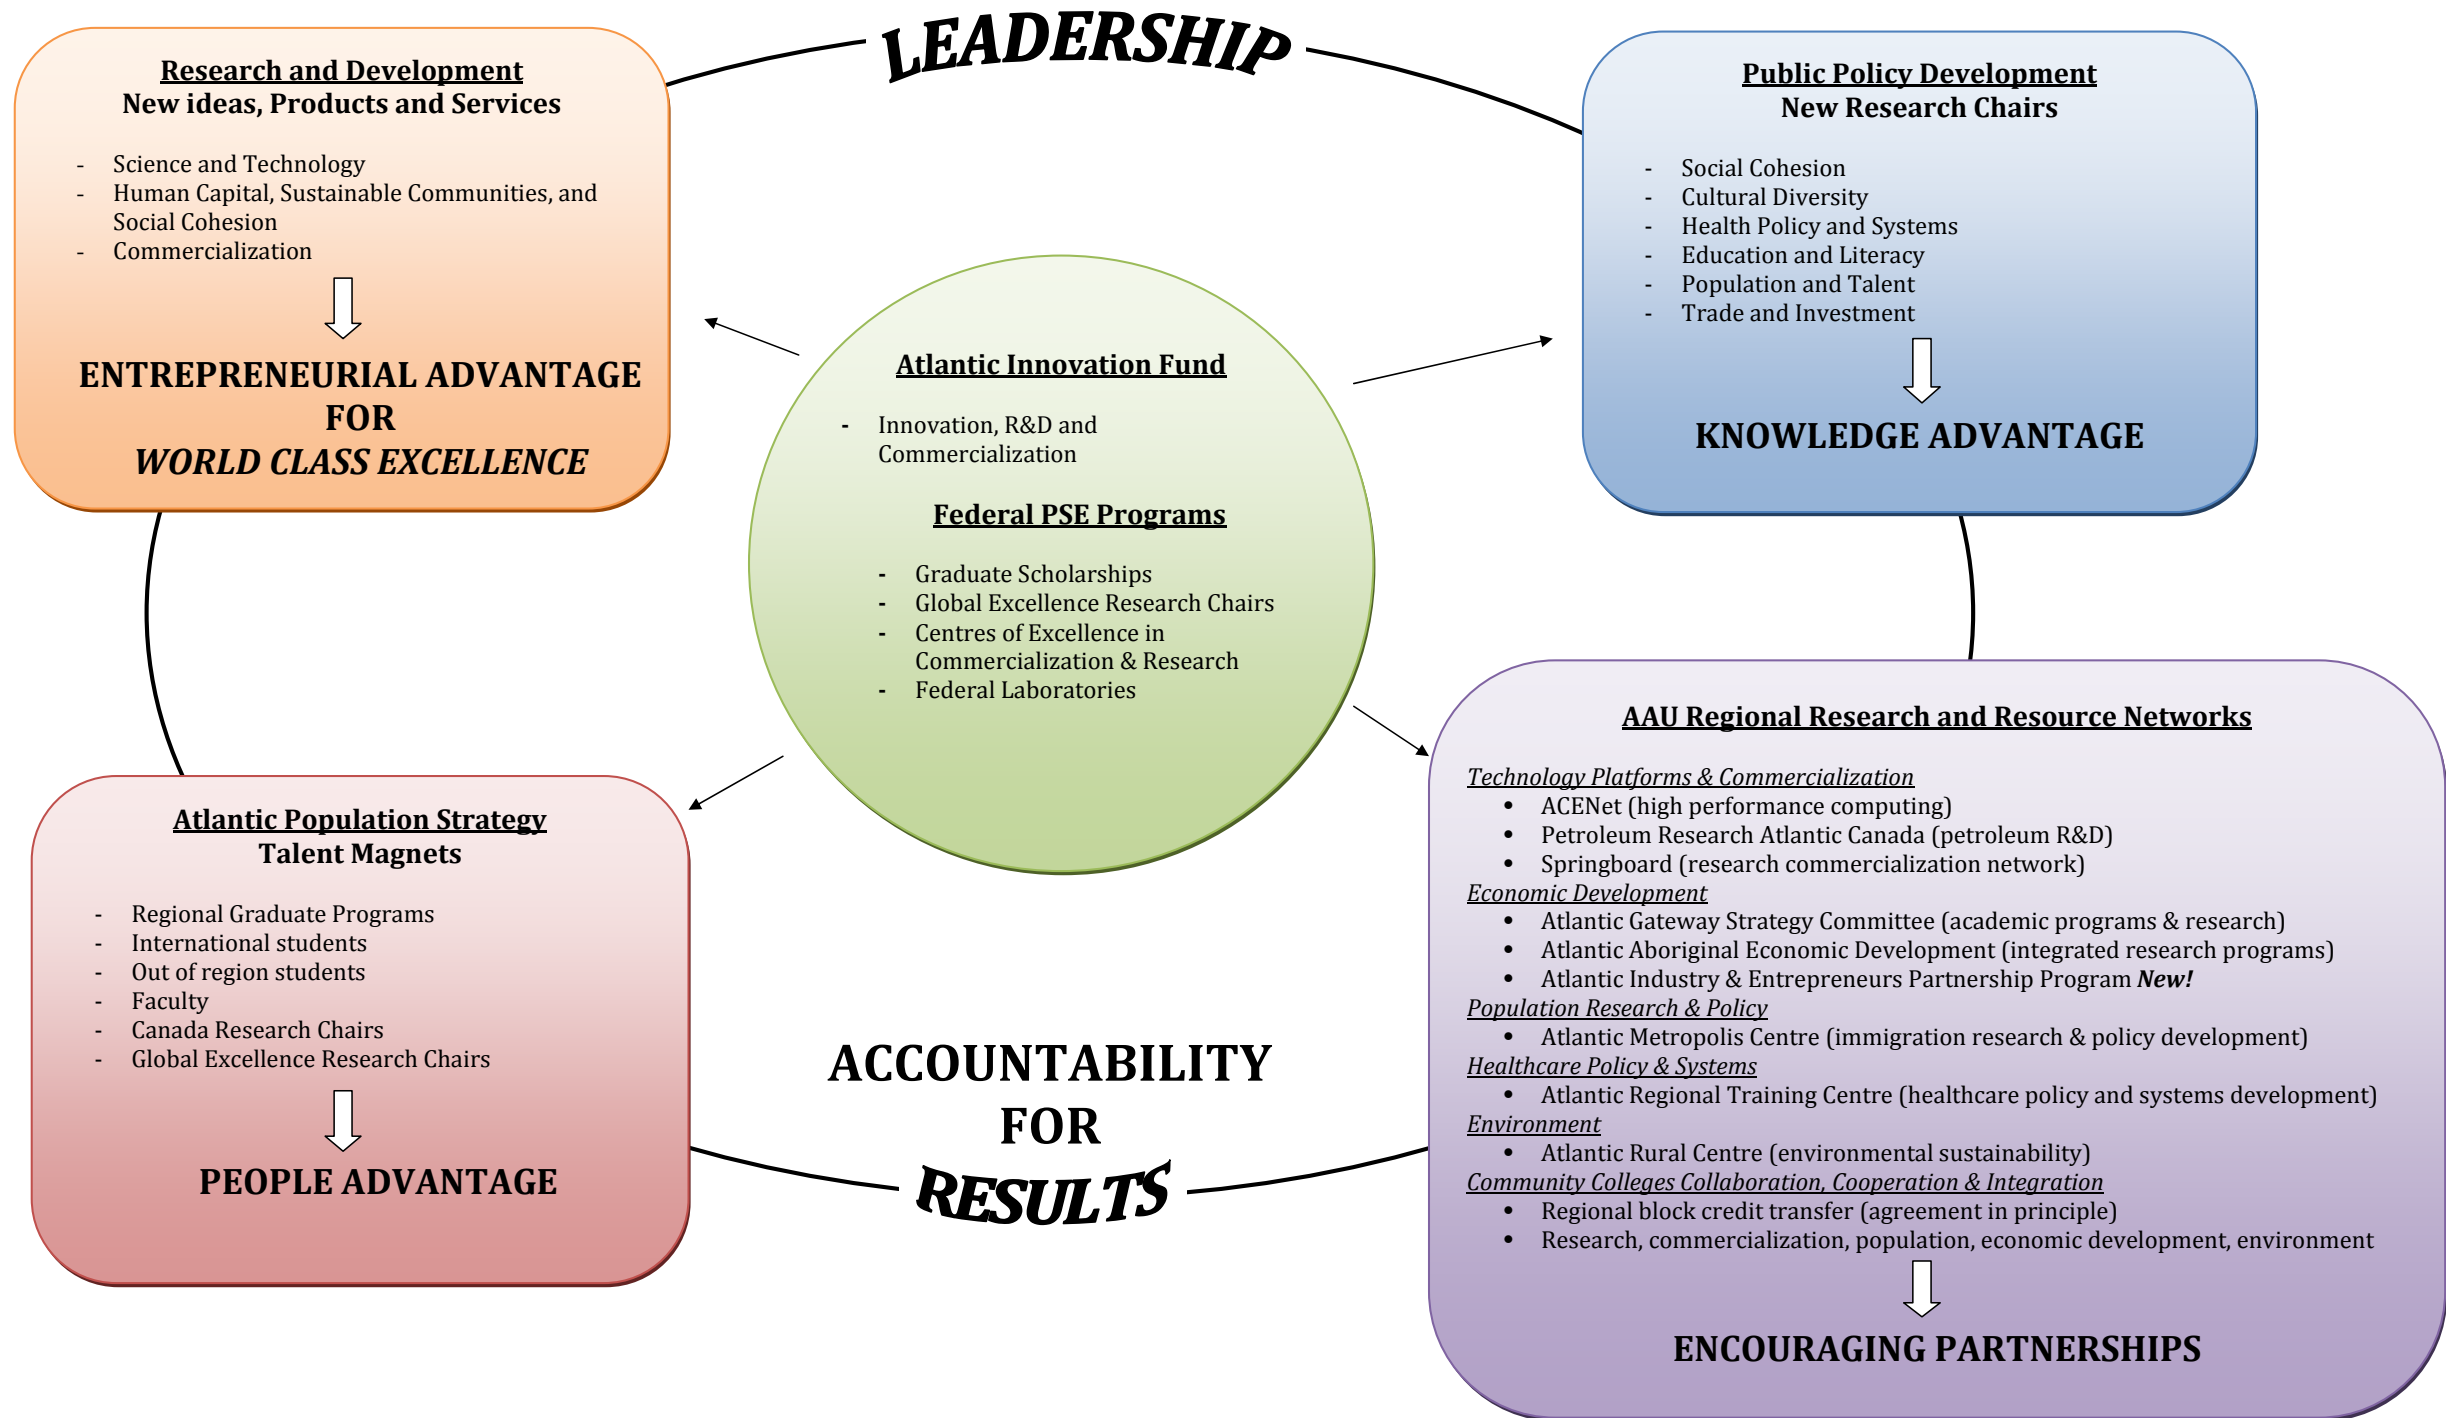 LEADERSHIP
Research and Development
New ideas, Products and Services
- Science and Technology
- Human Capital, Sustainable Communities, and
Social Cohesion
- Commercialization
ENTREPRENEURIAL ADVANTAGE
FOR
WORLD CLASS EXCELLENCE
Public Policy Development
New Research Chairs
- Social Cohesion
- Cultural Diversity
- Health Policy and Systems
- Education and Literacy
- Population and Talent
- Trade and Investment
KNOWLEDGE ADVANTAGE
Atlantic Innovation Fund
- Innovation, R&D and
Commercialization
Federal PSE Programs
- Graduate Scholarships
- Global Excellence Research Chairs
- Centres of Excellence in
Commercialization & Research
- Federal Laboratories
Atlantic Population Strategy
Talent Magnets
- Regional Graduate Programs
- International students
- Out of region students
- Faculty
- Canada Research Chairs
- Global Excellence Research Chairs
PEOPLE ADVANTAGE
AAU Regional Research and Resource Networks
Technology Platforms & Commercialization
• ACENet (high performance computing)
• Petroleum Research Atlantic Canada (petroleum R&D)
• Springboard (research commercialization network)
Economic Development
• Atlantic Gateway Strategy Committee (academic programs & research)
• Atlantic Aboriginal Economic Development (integrated research programs)
• Atlantic Industry & Entrepreneurs Partnership Program New!
Population Research & Policy
• Atlantic Metropolis Centre (immigration research & policy development)
Healthcare Policy & Systems
• Atlantic Regional Training Centre (healthcare policy and systems development)
Environment
• Atlantic Rural Centre (environmental sustainability)
Community Colleges Collaboration, Cooperation & Integration
• Regional block credit transfer (agreement in principle)
• Research, commercialization, population, economic development, environment
ENCOURAGING PARTNERSHIPS
ACCOUNTABILITY
FOR
RESULTS